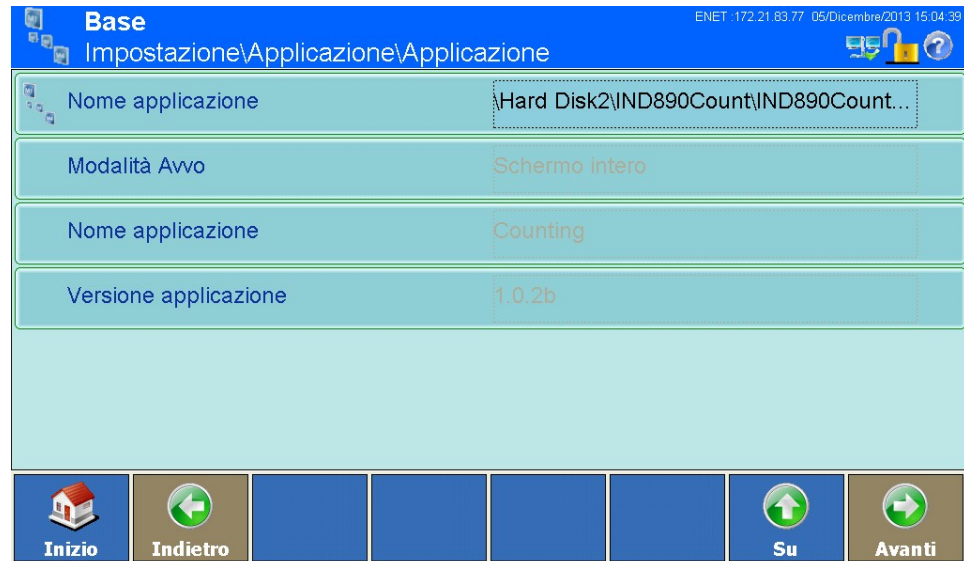 Base
ENET :172.21.83.77 05/Dicembre/2013 15:04:39
Impostazione\Applicazione\Applicazione
Nome applicazione \Hard Disk2\IND890Count\IND890Count...
Modalità Avvo Schermo intero
Nome applicazione Counting
Versione applicazione 1.0.2b
Inizio Indietro Su Avanti